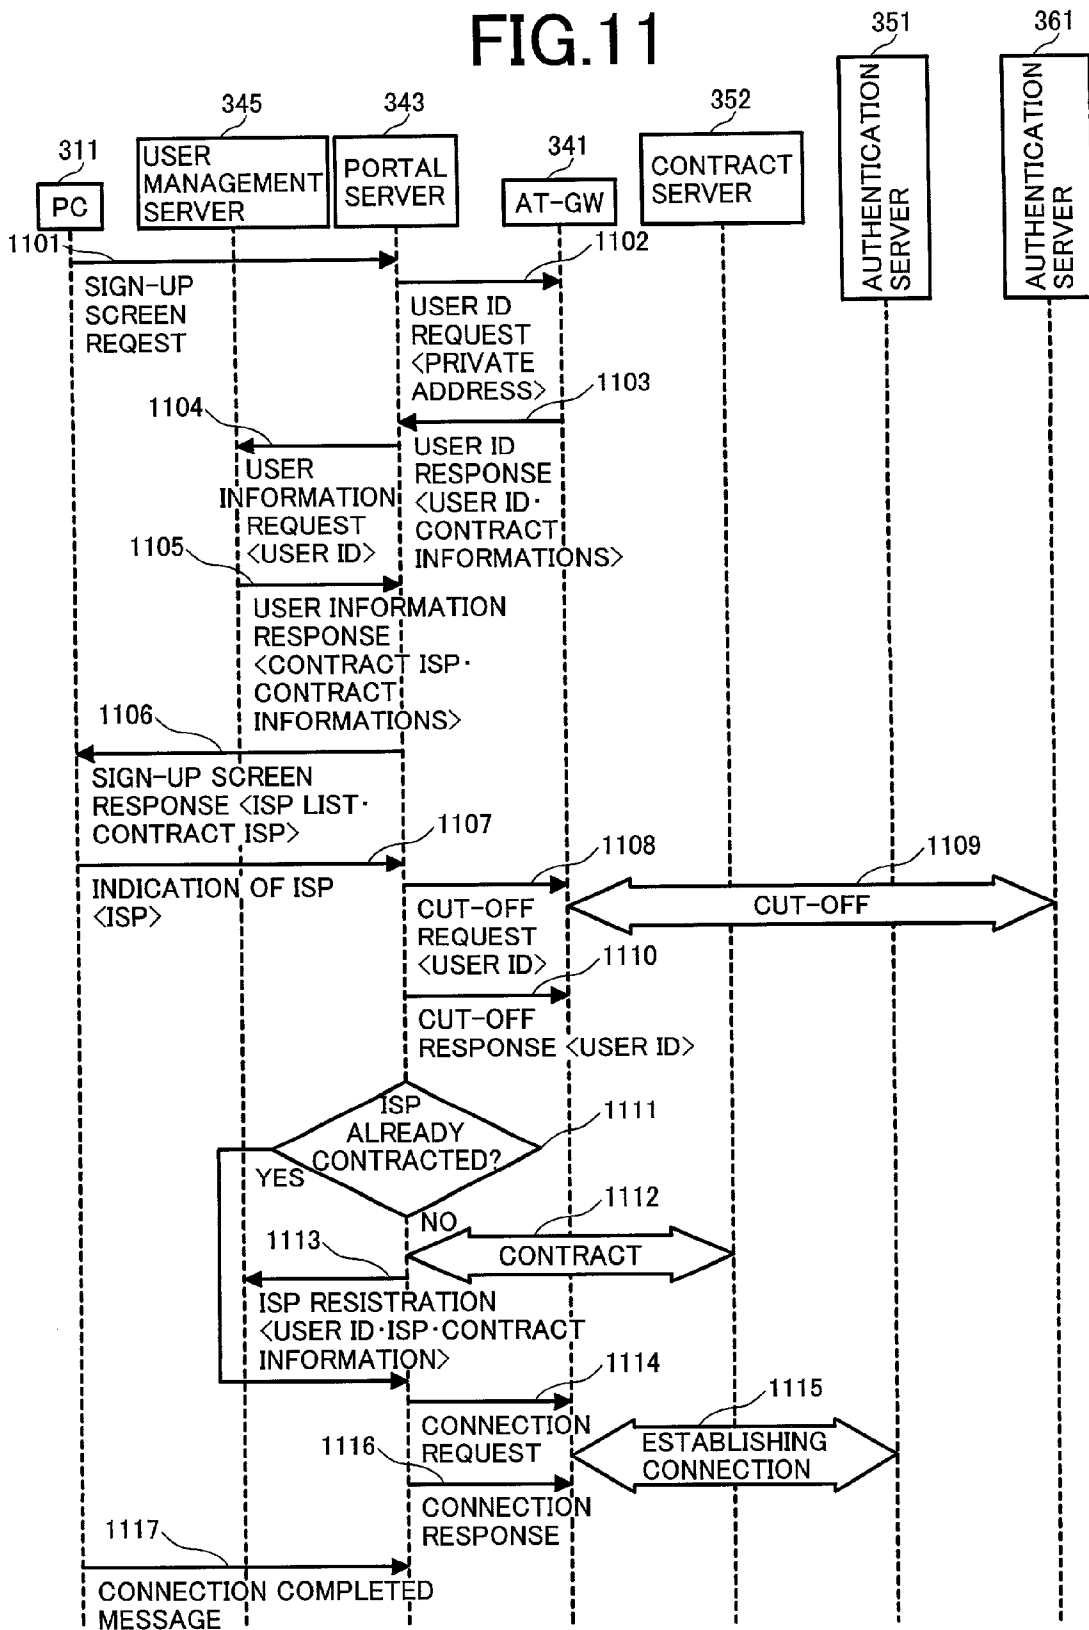 FIG.11
351
361
345
343
352
311
341
PC
USER
MANAGEMENT
SERVER
PORTAL
SERVER
AT-GW
CONTRACT
SERVER
AUTHENTICATION
SERVER
AUTHENTICATION
SERVER
1101
1102
SIGN-UP
SCREEN
REQEST
USER ID
REQUEST
<PRIVATE
ADDRESS>
1103
1104
USER
INFORMATION
REQUEST
<USER ID>
USER ID
RESPONSE
<USER ID·
CONTRACT
INFORMATIONS>
1105
USER INFORMATION
RESPONSE
<CONTRACT ISP·
CONTRACT
INFORMATIONS>
1106
SIGN-UP SCREEN
RESPONSE <ISP LIST·
CONTRACT ISP>
1107
INDICATION OF ISP
<ISP>
1108
1109
CUT-OFF
REQUEST
<USER ID>
CUT-OFF
1110
CUT-OFF
RESPONSE <USER ID>
ISP
ALREADY
CONTRACTED?
1111
YES
NO
1112
CONTRACT
1113
ISP RESISTRATION
<USER ID·ISP·CONTRACT
INFORMATION>
1114
CONNECTION
REQUEST
1115
ESTABLISHING
CONNECTION
1116
CONNECTION
RESPONSE
1117
CONNECTION COMPLETED
MESSAGE